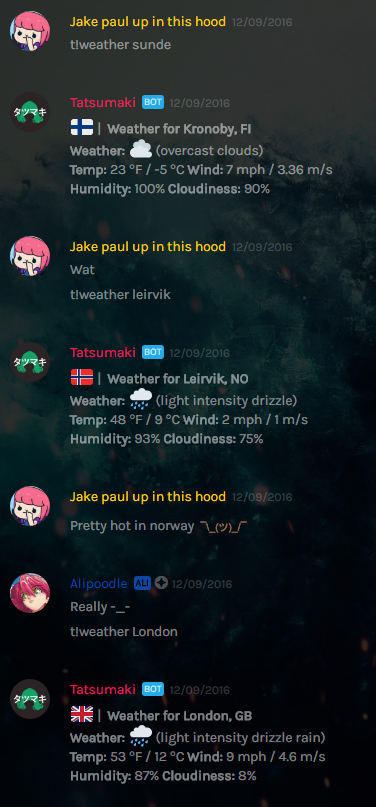 Jake paul up in this hood 12/09/2016
t!weather sunde
タツマキ
Tatsumaki BOT 12/09/2016
| Weather for Kronoby, FI
Weather: (overcast clouds)
Temp: 23 ºF / -5 ºC Wind: 7 mph / 3.36 m/s
Humidity: 100% Cloudiness: 90%
Jake paul up in this hood 12/09/2016
Wat
t!weather leirvik
タツマキ
Tatsumaki BOT 12/09/2016
| Weather for Leirvik, NO
Weather: (light intensity drizzle)
Temp: 48 ºF / 9 ºC Wind: 2 mph / 1 m/s
Humidity: 93% Cloudiness: 75%
Jake paul up in this hood 12/09/2016
Pretty hot in norway ¯\_(ツ)_/¯
Alipoodle ALI 12/09/2016
Really -_-
t!weather London
タツマキ
Tatsumaki BOT 12/09/2016
| Weather for London, GB
Weather: (light intensity drizzle rain)
Temp: 53 ºF / 12 ºC Wind: 9 mph / 4.6 m/s
Humidity: 87% Cloudiness: 8%